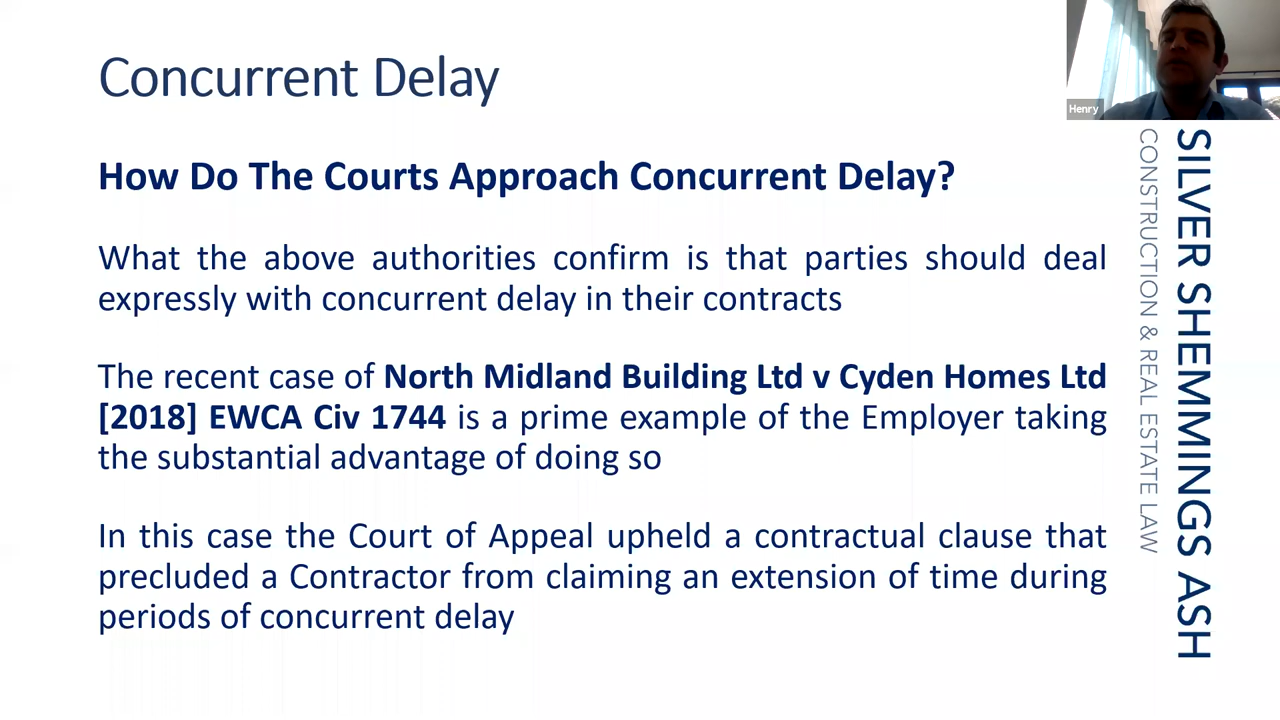 Concurrent Delay
Henry
How Do The Courts Approach Concurrent Delay?
What the above authorities confirm is that parties should deal
expressly with concurrent delay in their contracts
The recent case of North Midland Building Ltd v Cyden Homes Ltd
[2018] EWCA Civ 1744 is a prime example of the Employer taking
the substantial advantage of doing so
In this case the Court of Appeal upheld a contractual clause that
precluded a Contractor from claiming an extension of time during
periods of concurrent delay
SILVER SHEMMINGS ASH
CONSTRUCTION & REAL ESTATE LAW